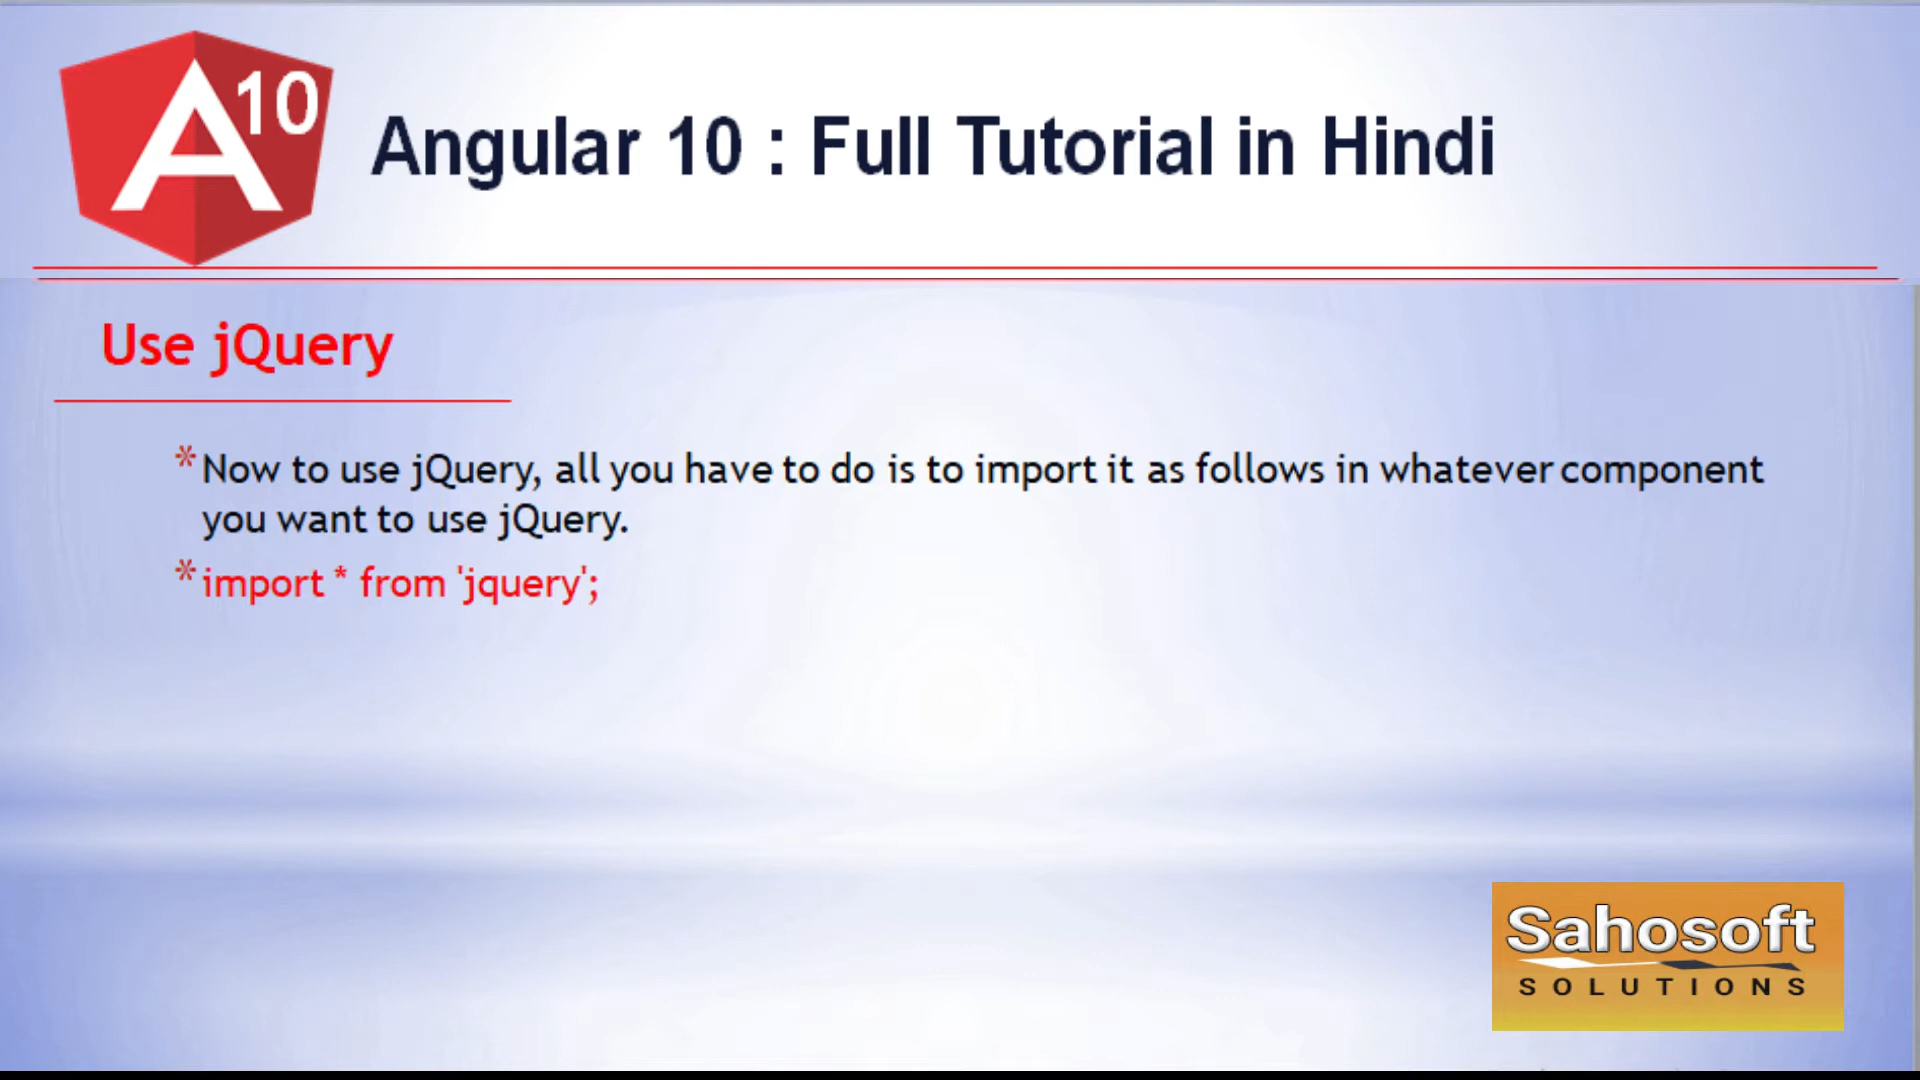 A10
Angular 10 : Full Tutorial in Hindi
Use jQuery
* Now to use jQuery, all you have to do is to import it as follows in whatever component
you want to use jQuery.
* import * from 'jquery';
Sahosoft
SOLUTIONS